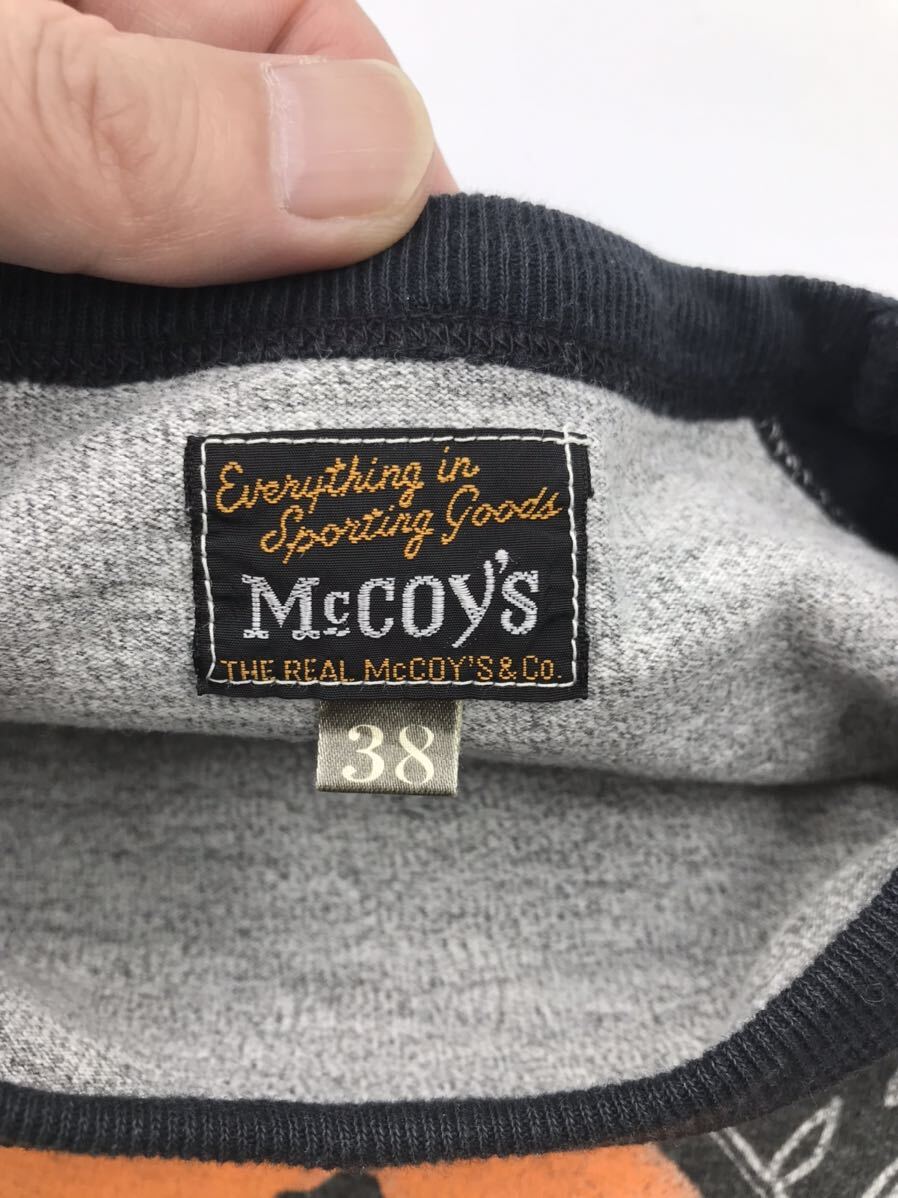 Everything in
Sporting Goods
McCOY'S
THE REAL McCOY'S & Co.
38